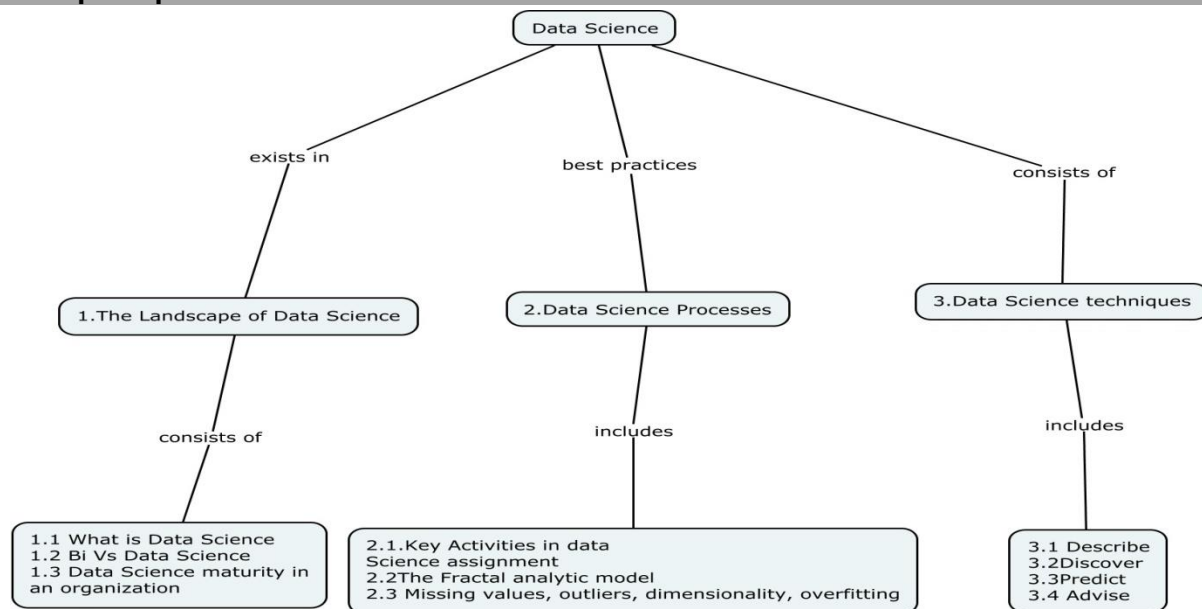 Data Science
exists in
best practices
consists of
1.The Landscape of Data Science
2.Data Science Processes
3.Data Science techniques
consists of
includes
includes
1.1 What is Data Science
1.2 Bi Vs Data Science
1.3 Data Science maturity in
an organization
2.1.Key Activities in data
Science assignment
2.2The Fractal analytic model
2.3 Missing values, outliers, dimensionality, overfitting
3.1 Describe
3.2Discover
3.3Predict
3.4 Advise